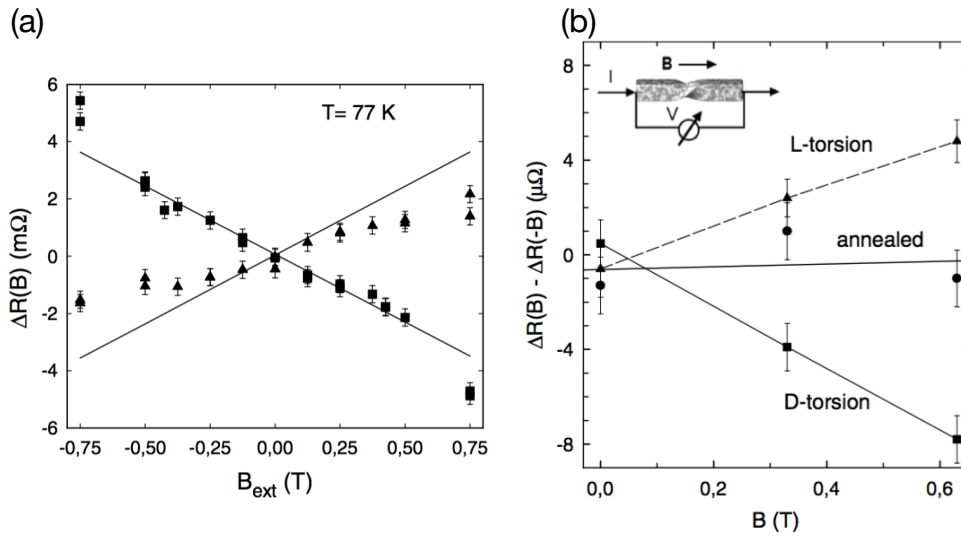 (a)
ΔR(B) (mΩ)
6
4
2
0
-2
-4
-6
T= 77 K
-0,75 -0,50 -0,25 0,00 0,25 0,50 0,75
B_ext (T)
(b)
ΔR(B) - ΔR(-B) (μΩ)
8
4
0
-4
-8
B
I
V
L-torsion
annealed
D-torsion
0,0 0,2 0,4 0,6
B (T)